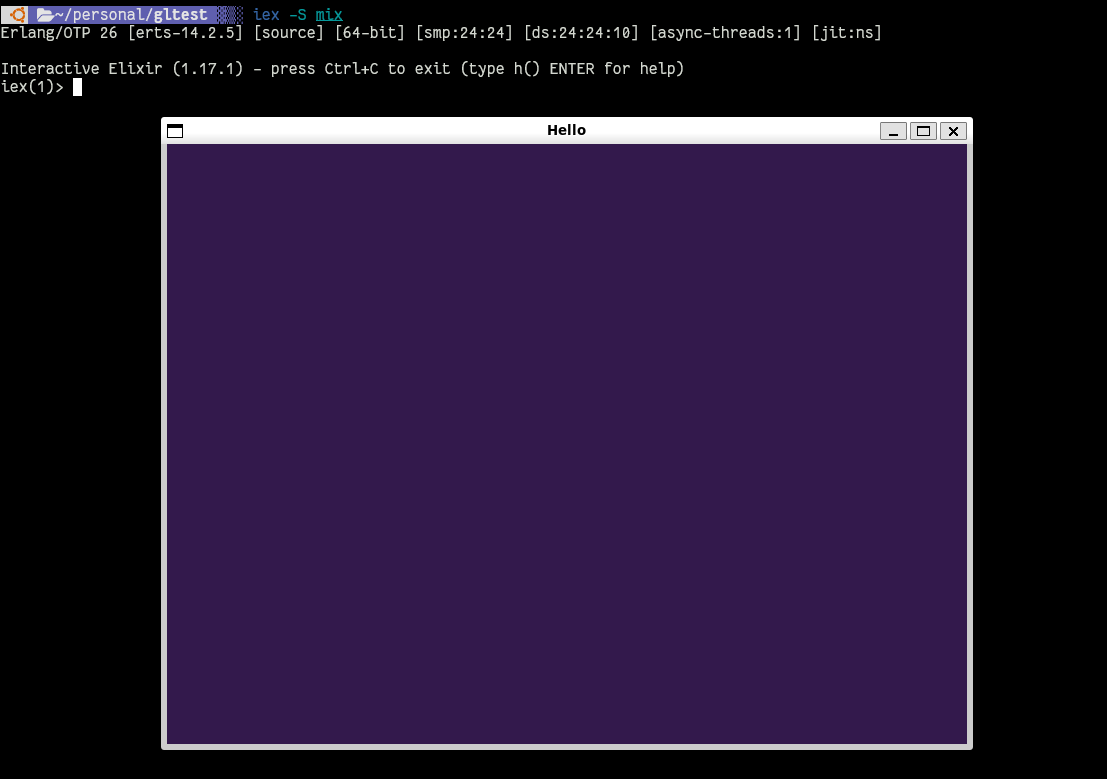 ~/personal/gltest iex -S mix
Erlang/OTP 26 [erts-14.2.5] [source] [64-bit] [smp:24:24] [ds:24:24:10] [async-threads:1] [jit:ns]
Interactive Elixir (1.17.1) - press Ctrl+C to exit (type h() ENTER for help)
iex(1)>
Hello